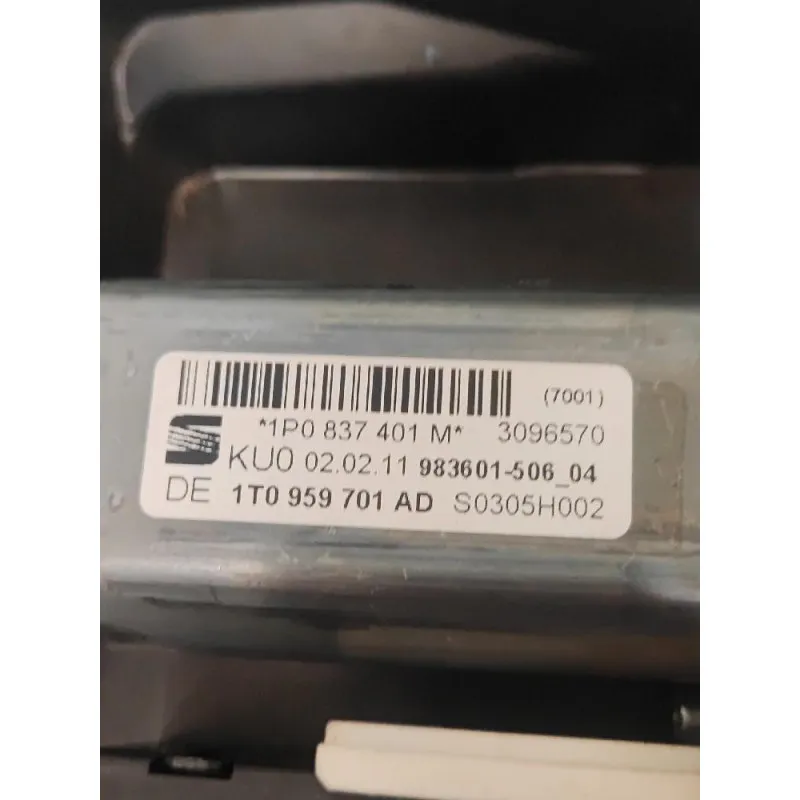 (7001)
*1P0 837 401 M* 3096570
KU0 02.02.11 983601-506_04
DE 1T0 959 701 AD S0305H002